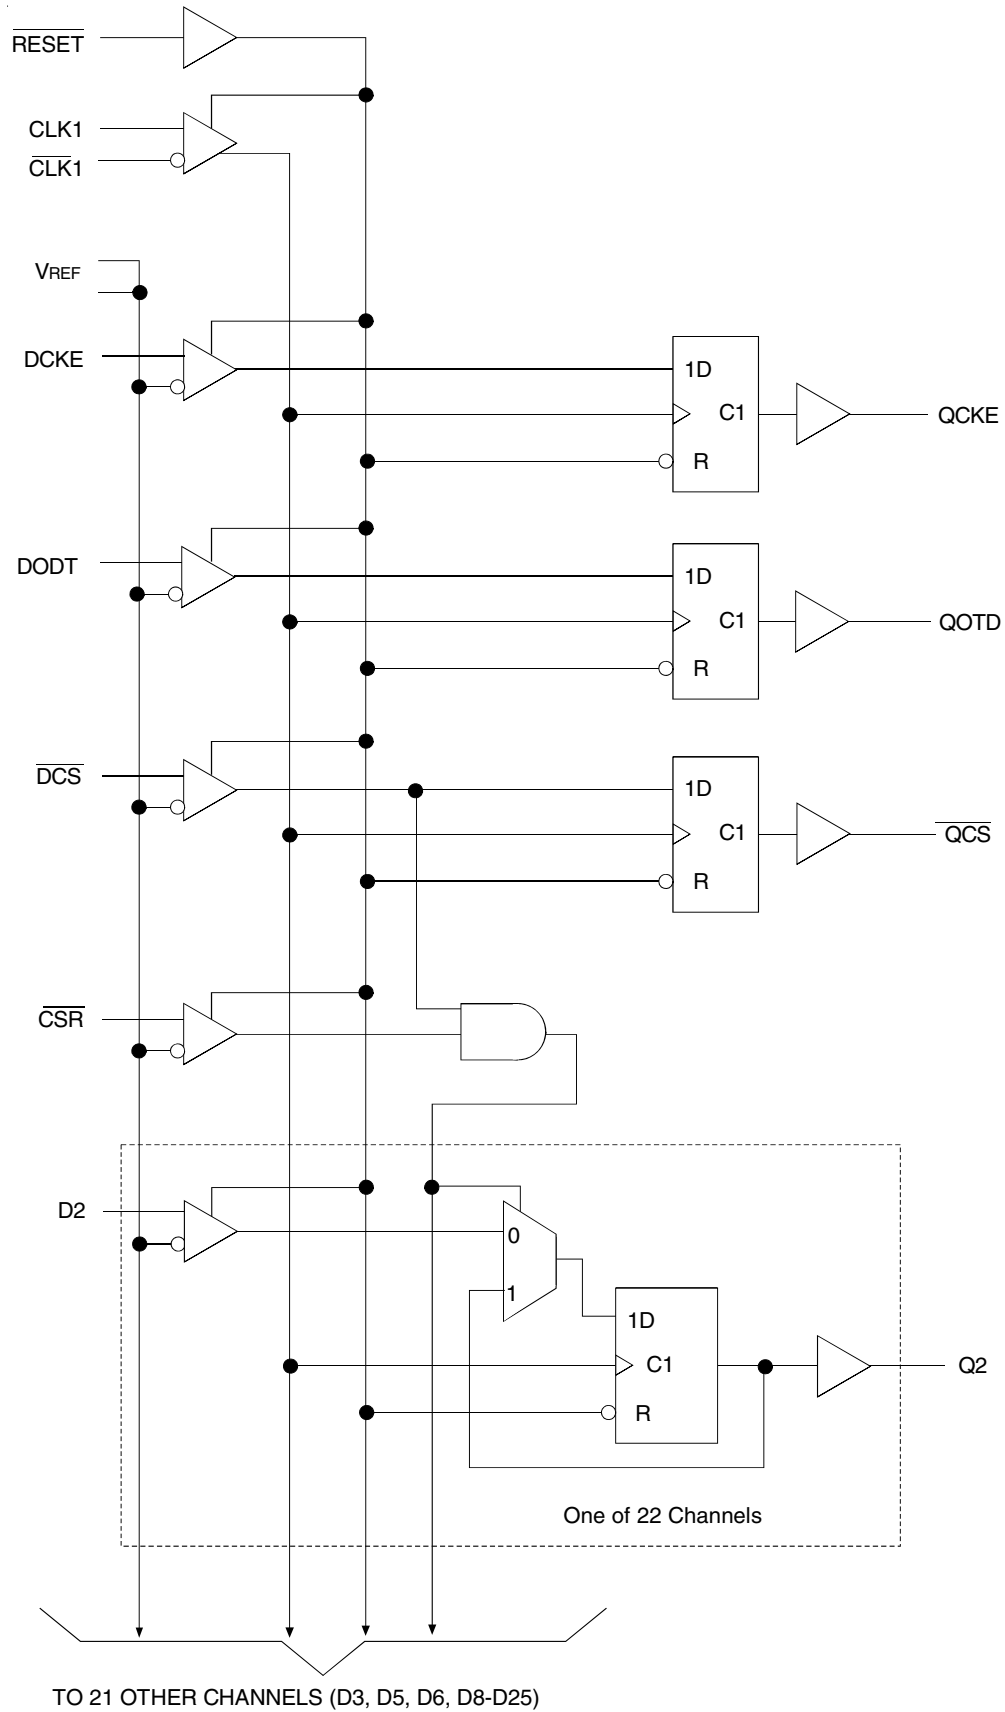 RESET
CLK1
CLK1
VREF
DCKE
1D
C1
QCKE
R
DODT
1D
C1
QOTD
R
DCS
1D
C1
QCS
R
CSR
D2
0
1
1D
C1
Q2
R
One of 22 Channels
TO 21 OTHER CHANNELS (D3, D5, D6, D8-D25)